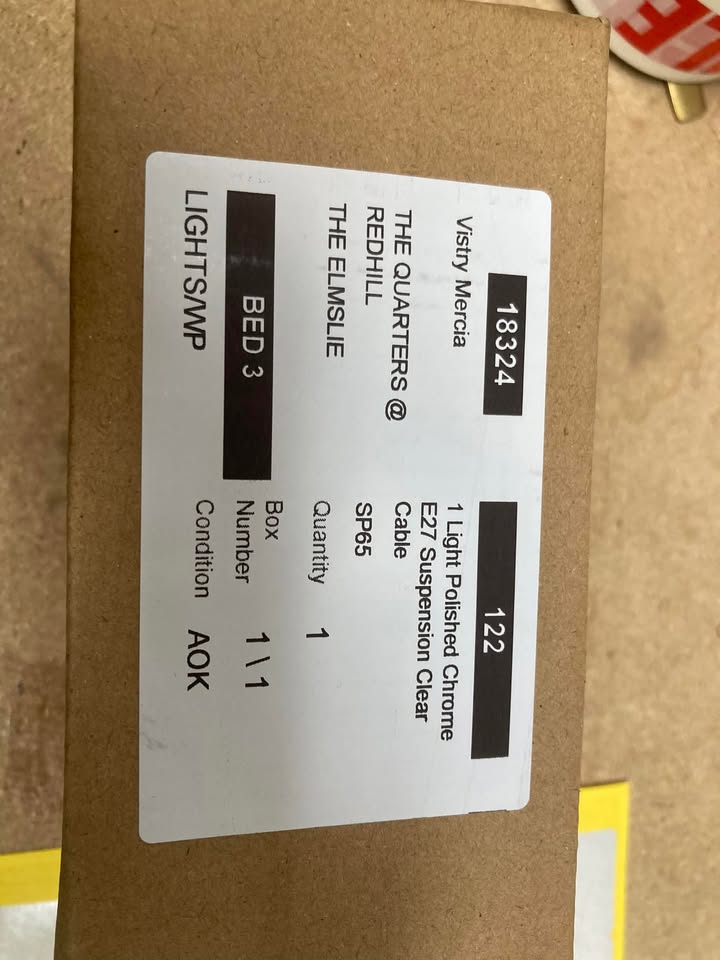 18324
Vistry Mercia
THE QUARTERS @
REDHILL
THE ELMSLIE
BED 3
LIGHTS/WP
122
1 Light Polished Chrome
E27 Suspension Clear
Cable
SP65
Quantity 1
Box
Number 1 \ 1
Condition AOK